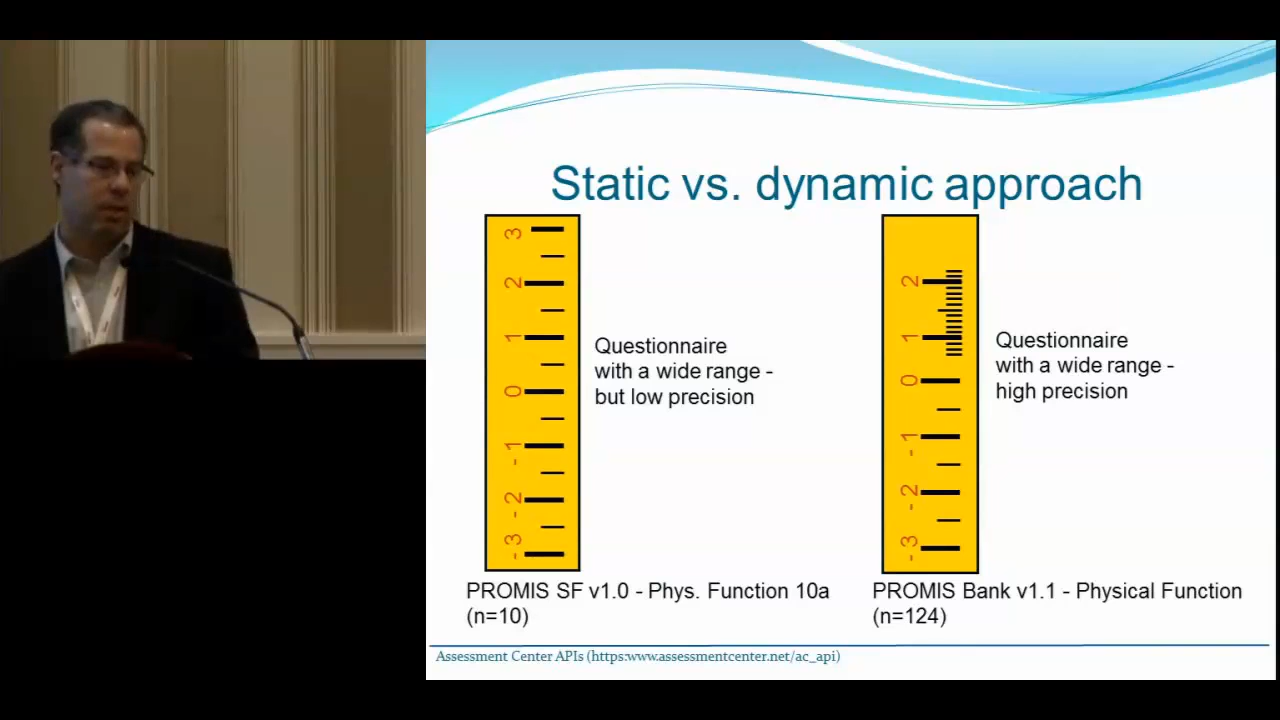 Static vs. dynamic approach
3
2
1
0
- 1
- 2
- 3
Questionnaire
with a wide range -
but low precision
PROMIS SF v1.0 - Phys. Function 10a
(n=10)
2
1
0
- 1
- 2
- 3
Questionnaire
with a wide range -
high precision
PROMIS Bank v1.1 - Physical Function
(n=124)
Assessment Center APIs (https:www.assessmentcenter.net/ac_api)